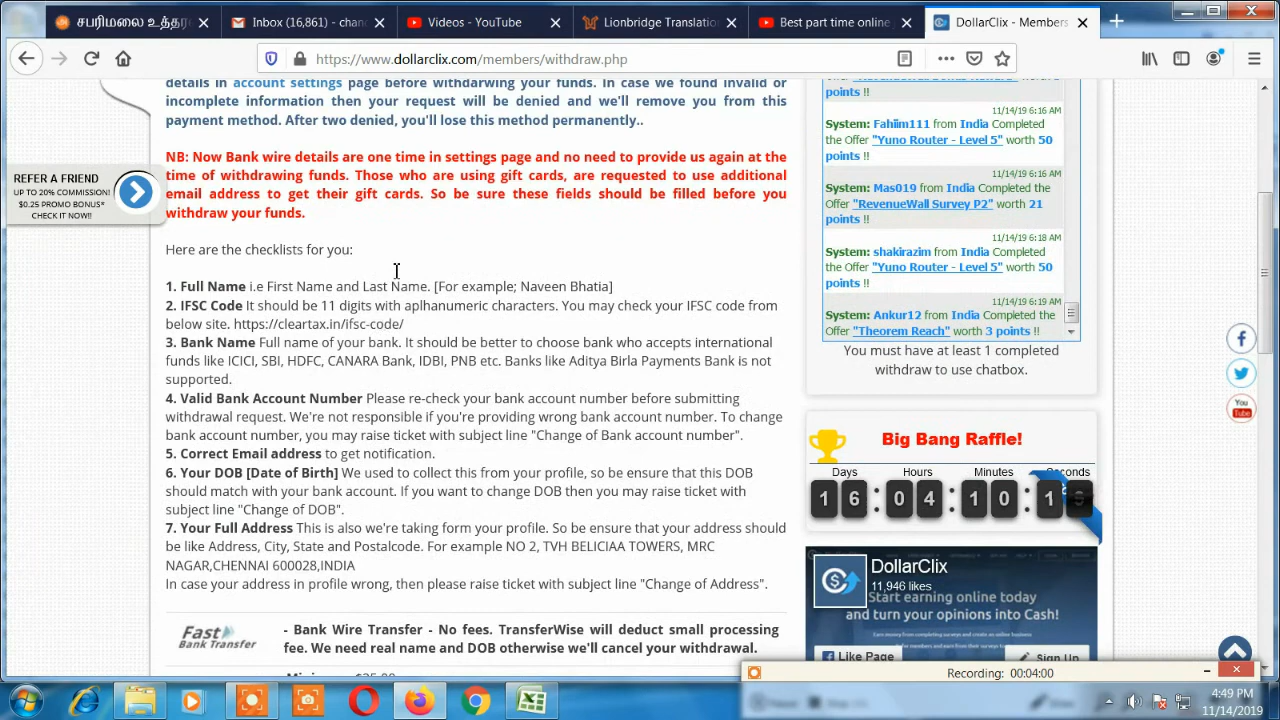 சபரிமலை உத்தர
Inbox (16,861) - chan
Videos - YouTube
Lionbridge Translation
Best part time online
DollarClix - Members
https://www.dollarclix.com/members/withdraw.php
details in account settings page before withdarwing your funds. In case we found invalid or
incomplete information then your request will be denied and we'll remove you from this
payment method. After two denied, you'll lose this method permanently..
NB: Now Bank wire details are one time in settings page and no need to provide us again at the
time of withdrawing funds. Those who are using gift cards, are requested to use additional
email address to get their gift cards. So be sure these fields should be filled before you
withdraw your funds.
REFER A FRIEND
UP TO 20% COMMISSION!
$0.25 PROMO BONUS*
CHECK IT NOW!!
Here are the checklists for you:
1. Full Name i.e First Name and Last Name. [For example; Naveen Bhatia]
2. IFSC Code It should be 11 digits with aplhanumeric characters. You may check your IFSC code from
below site. https://cleartax.in/ifsc-code/
3. Bank Name Full name of your bank. It should be better to choose bank who accepts international
funds like ICICI, SBI, HDFC, CANARA Bank, IDBI, PNB etc. Banks like Aditya Birla Payments Bank is not
supported.
4. Valid Bank Account Number Please re-check your bank account number before submitting
withdrawal request. We're not responsible if you're providing wrong bank account number. To change
bank account number, you may raise ticket with subject line "Change of Bank account number".
5. Correct Email address to get notification.
6. Your DOB [Date of Birth] We used to collect this from your profile, so be ensure that this DOB
should match with your bank account. If you want to change DOB then you may raise ticket with
subject line "Change of DOB".
7. Your Full Address This is also we're taking form your profile. So be ensure that your address should
be like Address, City, State and Postalcode. For example NO 2, TVH BELICIAA TOWERS, MRC
NAGAR,CHENNAI 600028,INDIA
In case your address in profile wrong, then please raise ticket with subject line "Change of Address".
Fast
Bank Transfer
- Bank Wire Transfer - No fees. TransferWise will deduct small processing
fee. We need real name and DOB otherwise we'll cancel your withdrawal.
points !!
11/14/19 6:16 AM
System: Fahiim111 from India Completed
the Offer "Yuno Router - Level 5" worth 50
points !!
11/14/19 6:16 AM
System: Mas019 from India Completed the
Offer "RevenueWall Survey P2" worth 21
points !!
11/14/19 6:18 AM
System: shakirazim from India Completed
the Offer "Yuno Router - Level 5" worth 50
points !!
11/14/19 6:19 AM
System: Ankur12 from India Completed the
Offer "Theorem Reach" worth 3 points !!
You must have at least 1 completed
withdraw to use chatbox.
Big Bang Raffle!
Days Hours Minutes Seconds
16:04:10:1
DollarClix
11,946 likes
Start earning online today
and turn your opinions into Cash!
Earn money from completing surveys and create an online business
Like Page
Sign Up
You
Tube
Recording: 00:04:00
4:49 PM
11/14/2019